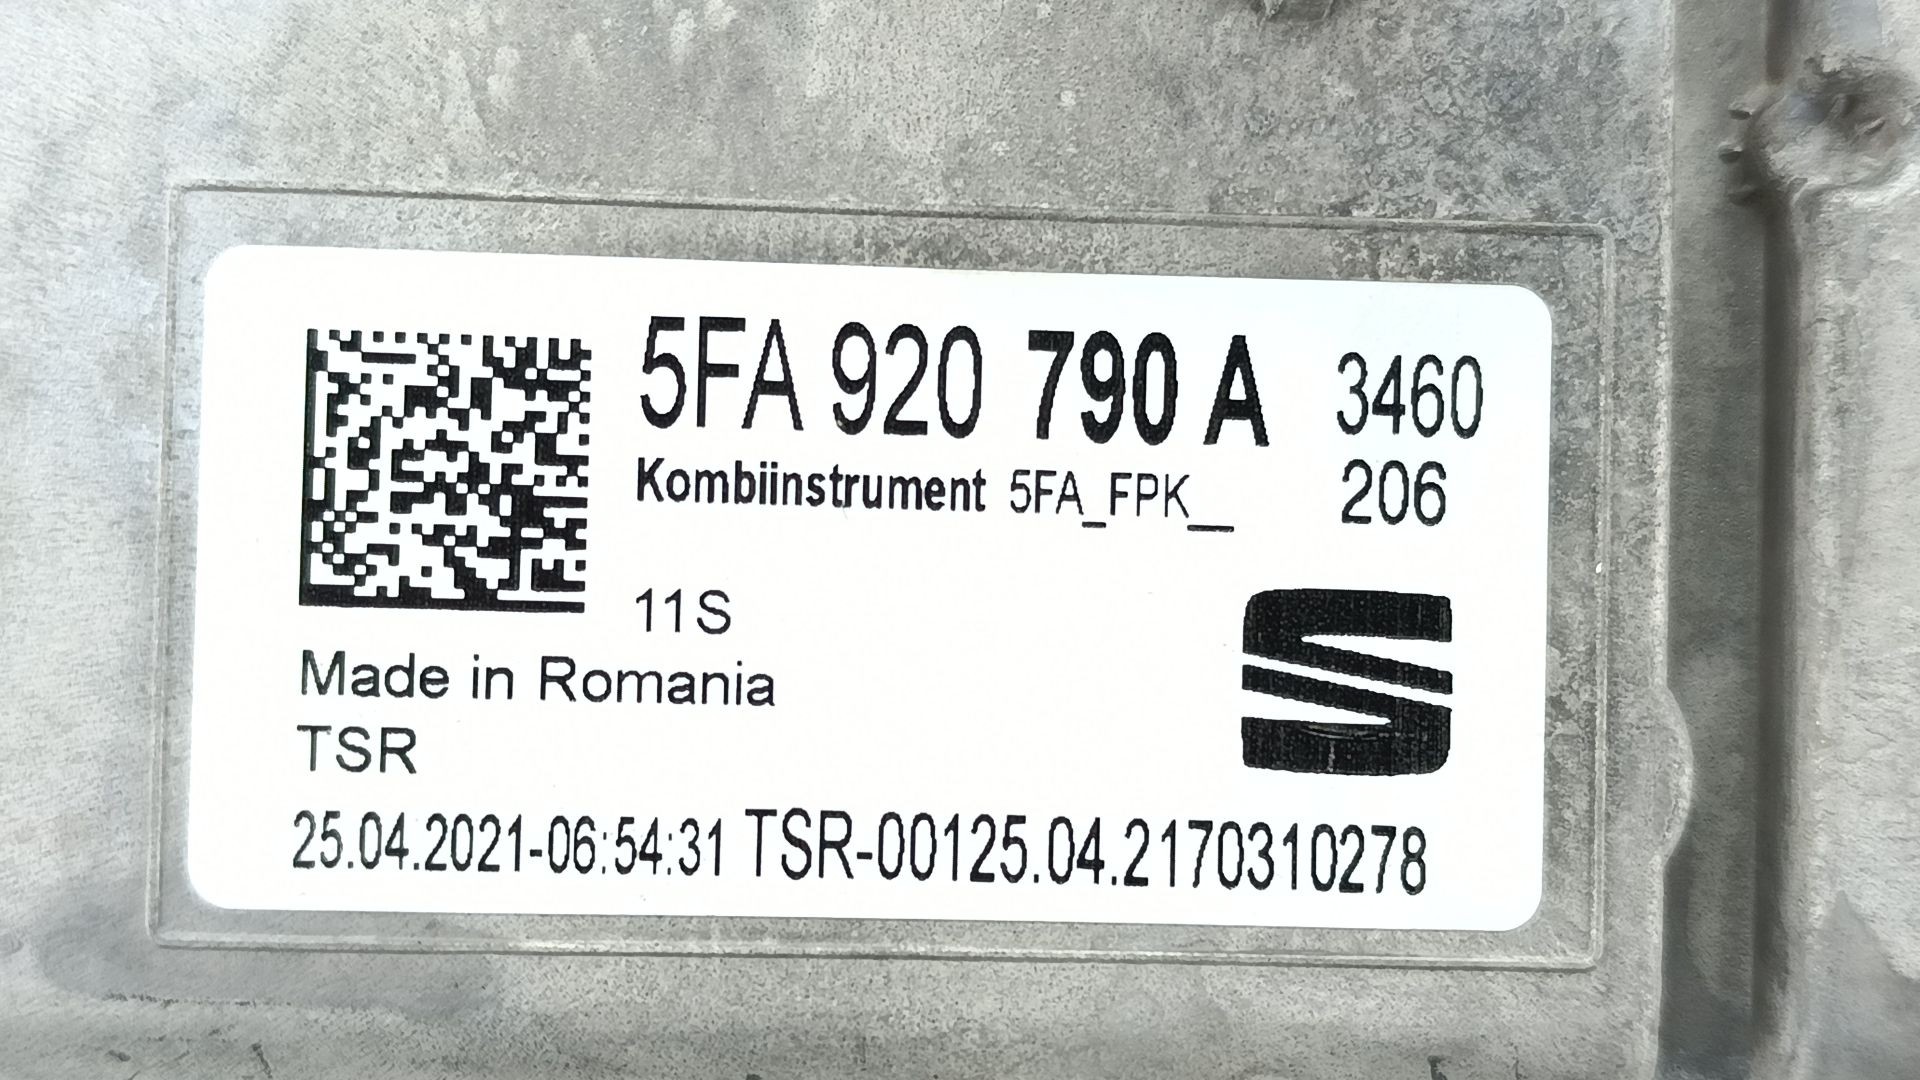 5FA 920 790 A 3460
Kombiinstrument 5FA_FPK__ 206
11S
Made in Romania
TSR
25.04.2021-06:54:31 TSR-00125.04.2170310278